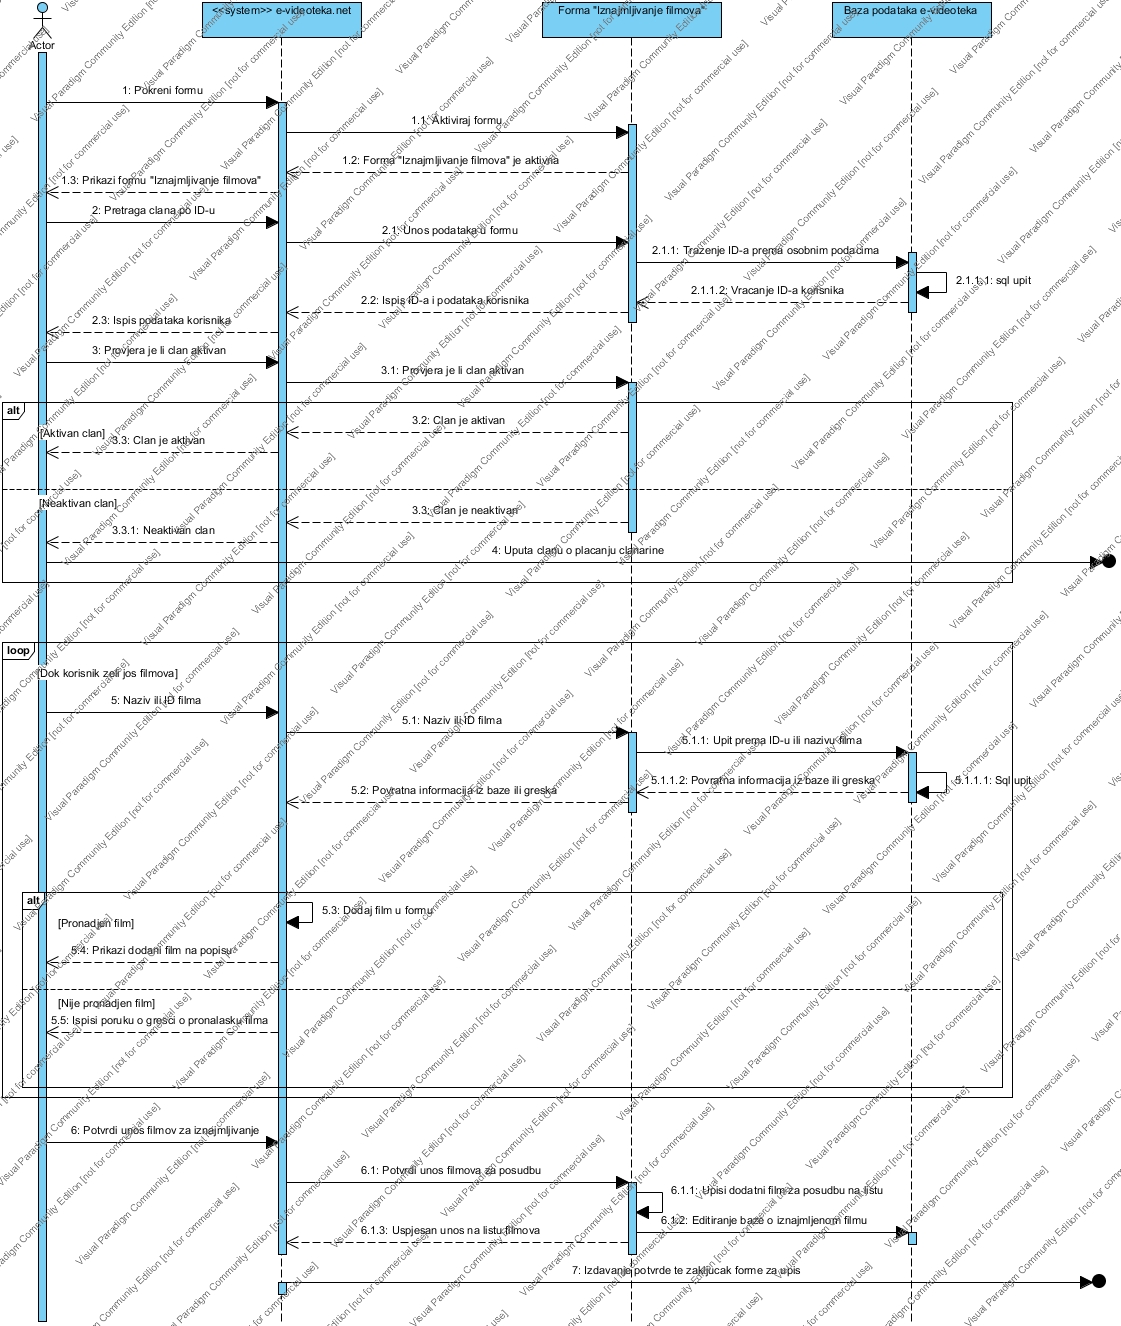 <<system>> e-videoteka.net
Forma "Iznajmljivanje filmova"
Baza podataka e-videoteka
Actor
1: Pokreni formu
1.1: Aktiviraj formu
1.2: Forma "Iznajmljivanje filmova" je aktivna
1.3: Prikazi formu "Iznajmljivanje filmova"
2: Pretraga clana po ID-u
2.1: Unos podataka u formu
2.1.1: Trazenje ID-a prema osobnim podacima
2.1.1.1: sql upit
2.1.1.2: Vracanje ID-a korisnika
2.2: Ispis ID-a i podataka korisnika
2.3: Ispis podataka korisnika
3: Provjera je li clan aktivan
3.1: Provjera je li clan aktivan
alt
3.2: Clan je aktivan
[Aktivan clan]
3.3: Clan je aktivan
[Neaktivan clan]
3.3: Clan je neaktivan
3.3.1: Neaktivan clan
4: Uputa clanu o placanju clanarine
loop
[Dok korisnik zeli jos filmova]
5: Naziv ili ID filma
5.1: Naziv ili ID filma
5.1.1: Upit prema ID-u ili nazivu filma
5.1.1.1: Sql upit
5.1.1.2: Povratna informacija iz baze ili greska
5.2: Povratna informacija iz baze ili greska
alt
5.3: Dodaj film u formu
[Pronadjen film]
5.4: Prikazi dodani film na popisu
[Nije pronadjen film]
5.5: Ispisi poruku o gresci o pronalasku filma
6: Potvrdi unos filmov za iznajmljivanje
6.1: Potvrdi unos filmova za posudbu
6.1.1: Upisi dodatni film za posudbu na listu
6.1.2: Editiranje baze o iznajmljenom filmu
6.1.3: Uspjesan unos na listu filmova
7: Izdavanje potvrde te zakljucak forme za upis
Visual Paradigm Community Edition [not for commercial use]